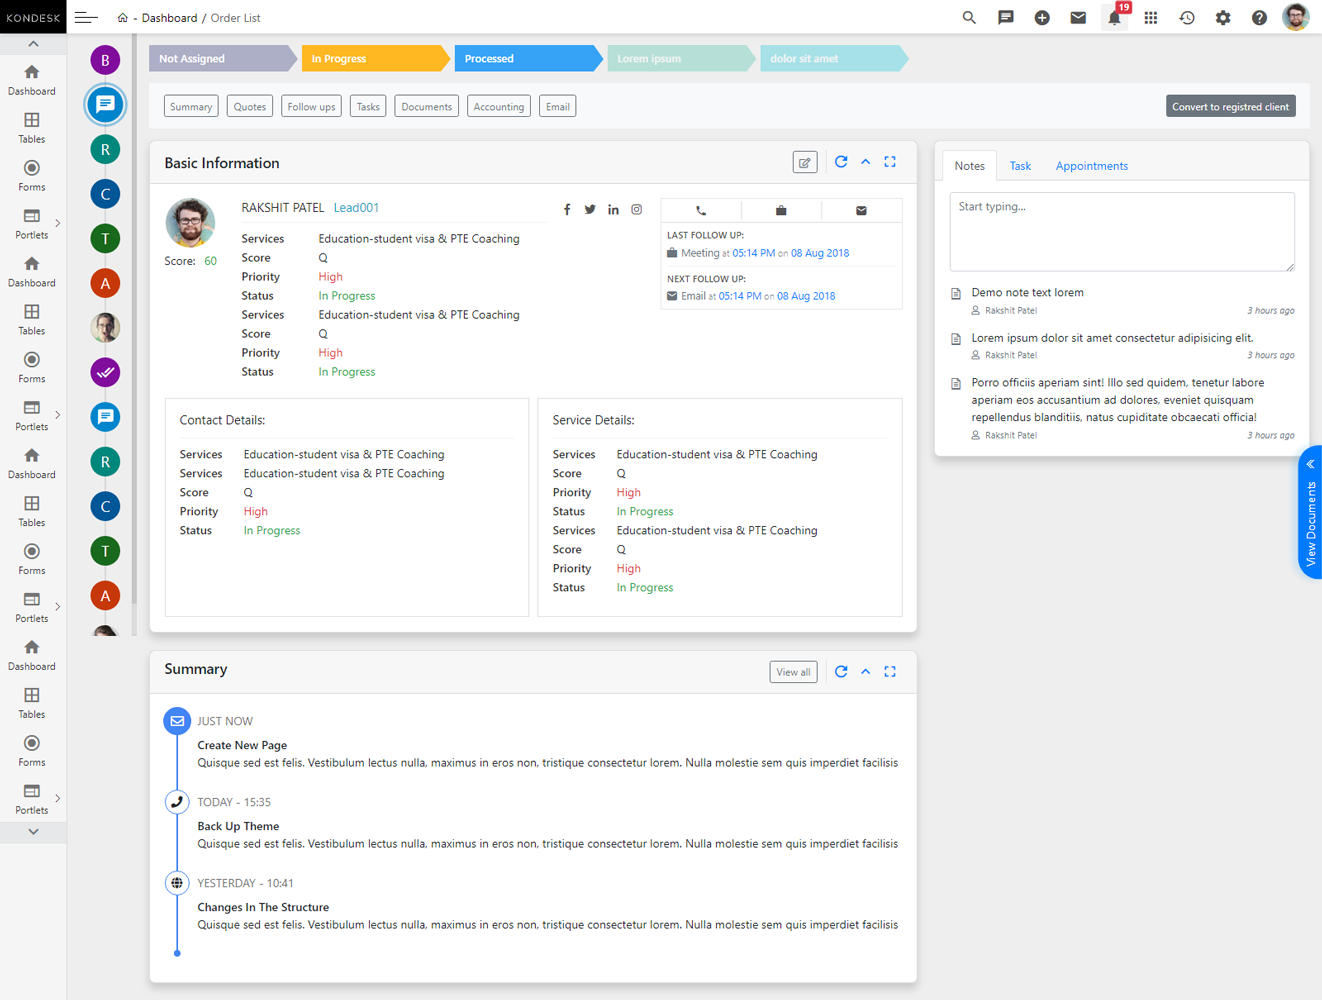 KONDESK
- Dashboard / Order List
19
Dashboard
Tables
Forms
Portlets
Dashboard
Tables
Forms
Portlets
Dashboard
Tables
Forms
Portlets
Dashboard
Tables
Forms
Portlets
B
R
C
T
A
R
C
T
A
Not Assigned
In Progress
Processed
Lorem ipsum
dolor sit amet
Summary
Quotes
Follow ups
Tasks
Documents
Accounting
Email
Convert to registred client
Basic Information
RAKSHIT PATEL Lead001
Score: 60
Services Education-student visa & PTE Coaching
Score Q
Priority High
Status In Progress
Services Education-student visa & PTE Coaching
Score Q
Priority High
Status In Progress
LAST FOLLOW UP:
Meeting at 05:14 PM on 08 Aug 2018
NEXT FOLLOW UP:
Email at 05:14 PM on 08 Aug 2018
Contact Details:
Services Education-student visa & PTE Coaching
Services Education-student visa & PTE Coaching
Score Q
Priority High
Status In Progress
Service Details:
Services Education-student visa & PTE Coaching
Score Q
Priority High
Status In Progress
Services Education-student visa & PTE Coaching
Score Q
Priority High
Status In Progress
Notes
Task
Appointments
Start typing...
Demo note text lorem
Rakshit Patel 3 hours ago
Lorem ipsum dolor sit amet consectetur adipisicing elit.
Rakshit Patel 3 hours ago
Porro officiis aperiam sint! Illo sed quidem, tenetur labore
aperiam eos accusantium ad dolores, eveniet quisquam
repellendus blanditiis, natus cupiditate obcaecati officia!
Rakshit Patel 3 hours ago
View Documents
Summary
View all
JUST NOW
Create New Page
Quisque sed est felis. Vestibulum lectus nulla, maximus in eros non, tristique consectetur lorem. Nulla molestie sem quis imperdiet facilisis
TODAY - 15:35
Back Up Theme
Quisque sed est felis. Vestibulum lectus nulla, maximus in eros non, tristique consectetur lorem. Nulla molestie sem quis imperdiet facilisis
YESTERDAY - 10:41
Changes In The Structure
Quisque sed est felis. Vestibulum lectus nulla, maximus in eros non, tristique consectetur lorem. Nulla molestie sem quis imperdiet facilisis